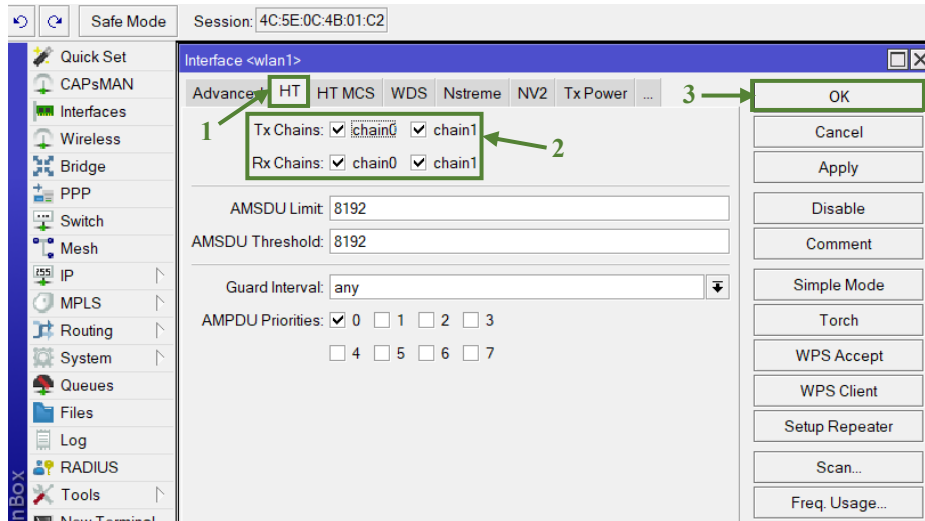 Safe Mode Session: 4C:5E:0C:4B:01:C2
Quick Set
CAPsMAN
Interfaces
Wireless
Bridge
PPP
Switch
Mesh
IP
MPLS
Routing
System
Queues
Files
Log
RADIUS
Tools
New Terminal
nBox
Interface <wlan1>
Advanced HT HT MCS WDS Nstreme NV2 Tx Power ...
1
Tx Chains: chain0 chain1
Rx Chains: chain0 chain1
2
AMSDU Limit: 8192
AMSDU Threshold: 8192
Guard Interval: any
AMPDU Priorities: 0 1 2 3
4 5 6 7
3
OK
Cancel
Apply
Disable
Comment
Simple Mode
Torch
WPS Accept
WPS Client
Setup Repeater
Scan...
Freq. Usage...